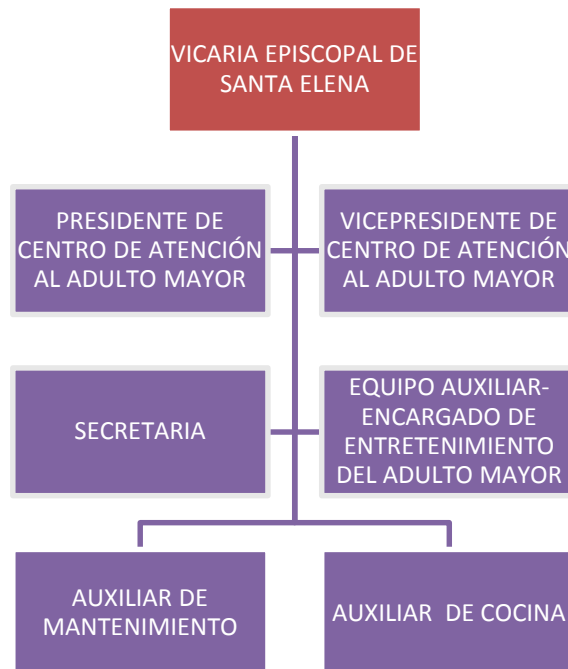 VICARIA EPISCOPAL DE
SANTA ELENA
PRESIDENTE DE
CENTRO DE ATENCIÓN
AL ADULTO MAYOR
VICEPRESIDENTE DE
CENTRO DE ATENCIÓN
AL ADULTO MAYOR
SECRETARIA
EQUIPO AUXILIAR-
ENCARGADO DE
ENTRETENIMIENTO
DEL ADULTO MAYOR
AUXILIAR DE
MANTENIMIENTO
AUXILIAR DE COCINA